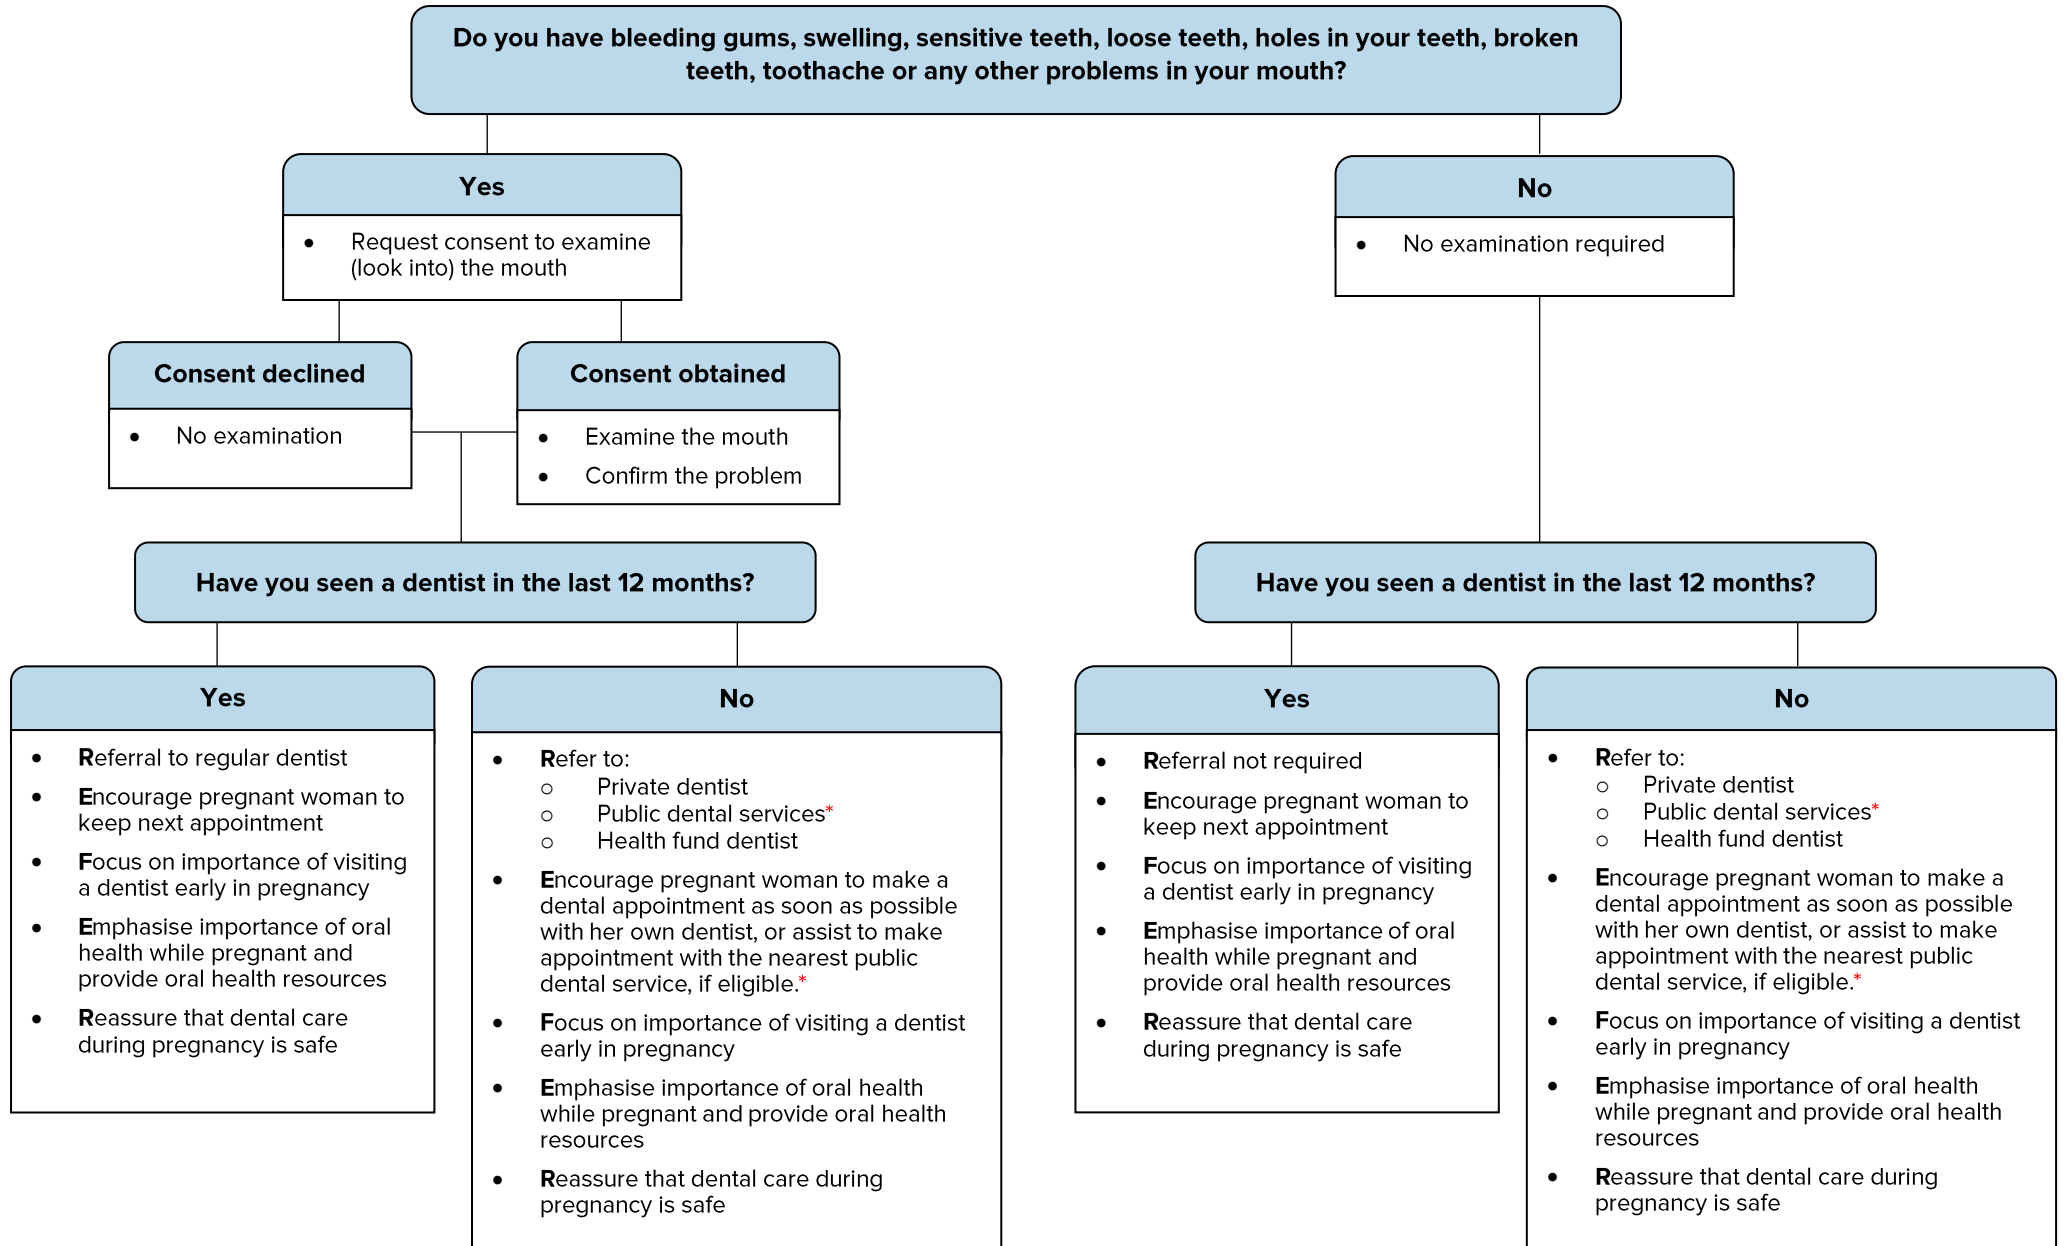 Do you have bleeding gums, swelling, sensitive teeth, loose teeth, holes in your teeth, broken
teeth, toothache or any other problems in your mouth?
Yes
• Request consent to examine
(look into) the mouth
No
• No examination required
Consent declined
• No examination
Consent obtained
• Examine the mouth
• Confirm the problem
Have you seen a dentist in the last 12 months?
Yes
• Referral to regular dentist
• Encourage pregnant woman to
keep next appointment
• Focus on importance of visiting
a dentist early in pregnancy
• Emphasise importance of oral
health while pregnant and
provide oral health resources
• Reassure that dental care
during pregnancy is safe
No
• Refer to:
○ Private dentist
○ Public dental services*
○ Health fund dentist
• Encourage pregnant woman to make a
dental appointment as soon as possible
with her own dentist, or assist to make
appointment with the nearest public
dental service, if eligible.*
• Focus on importance of visiting a dentist
early in pregnancy
• Emphasise importance of oral health
while pregnant and provide oral health
resources
• Reassure that dental care during
pregnancy is safe
Have you seen a dentist in the last 12 months?
Yes
• Referral not required
• Encourage pregnant woman to
keep next appointment
• Focus on importance of visiting
a dentist early in pregnancy
• Emphasise importance of oral
health while pregnant and
provide oral health resources
• Reassure that dental care
during pregnancy is safe
No
• Refer to:
○ Private dentist
○ Public dental services*
○ Health fund dentist
• Encourage pregnant woman to make a
dental appointment as soon as possible
with her own dentist, or assist to make
appointment with the nearest public
dental service, if eligible.*
• Focus on importance of visiting a dentist
early in pregnancy
• Emphasise importance of oral health
while pregnant and provide oral health
resources
• Reassure that dental care during
pregnancy is safe